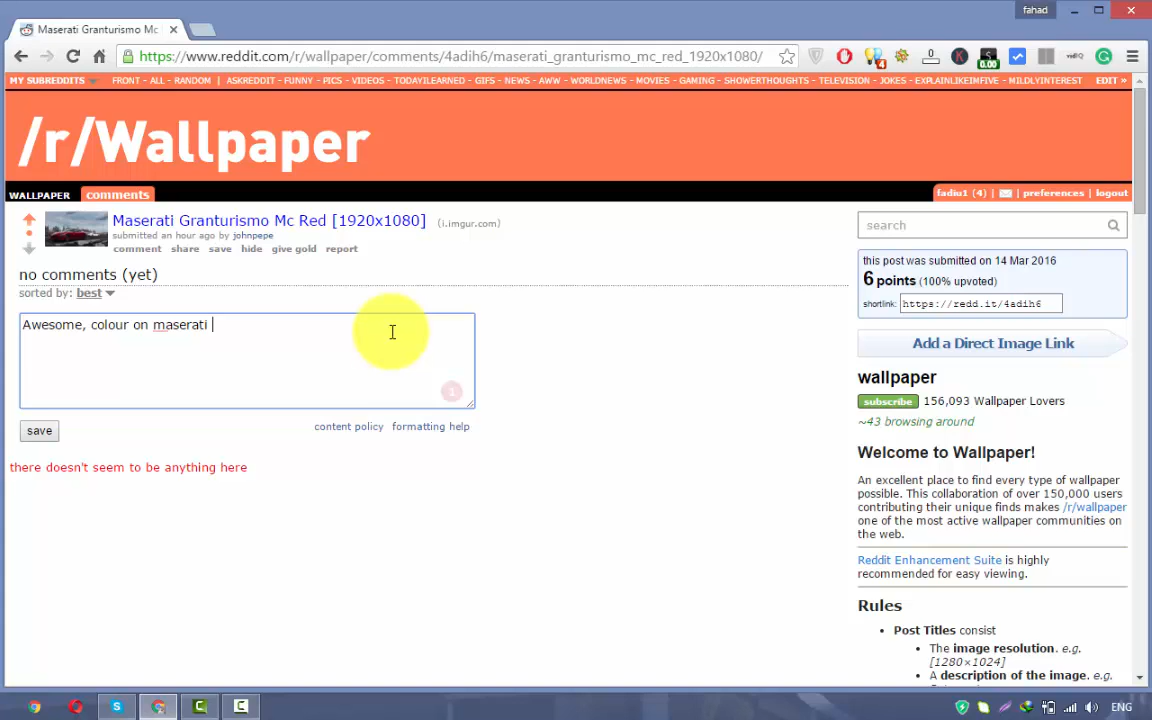 fahad
Maserati Granturismo Mc
https://www.reddit.com/r/wallpaper/comments/4adih6/maserati_granturismo_mc_red_1920x1080/
MY SUBREDDITS FRONT - ALL - RANDOM | ASKREDDIT - FUNNY - PICS - VIDEOS - TODAYILEARNED - GIFS - NEWS - AWW - WORLDNEWS - MOVIES - GAMING - SHOWERTHOUGHTS - TELEVISION - JOKES - EXPLAINLIKEIMFIVE - MILDLYINTEREST EDIT »
/r/Wallpaper
WALLPAPER comments fadiu1 (4) | | preferences | logout
Maserati Granturismo Mc Red [1920x1080] (i.imgur.com)
submitted an hour ago by johnpepe
comment share save hide give gold report
no comments (yet)
sorted by: best
Awesome, colour on maserati
1
save content policy formatting help
there doesn't seem to be anything here
search
this post was submitted on 14 Mar 2016
6 points (100% upvoted)
shortlink: https://redd.it/4adih6
Add a Direct Image Link
wallpaper
subscribe 156,093 Wallpaper Lovers
~43 browsing around
Welcome to Wallpaper!
An excellent place to find every type of wallpaper
possible. This collaboration of over 150,000 users
contributing their unique finds makes /r/wallpaper
one of the most active wallpaper communities on
the web.
Reddit Enhancement Suite is highly
recommended for easy viewing.
Rules
• Post Titles consist
• The image resolution. e.g.
[1280×1024]
• A description of the image. e.g.
ENG